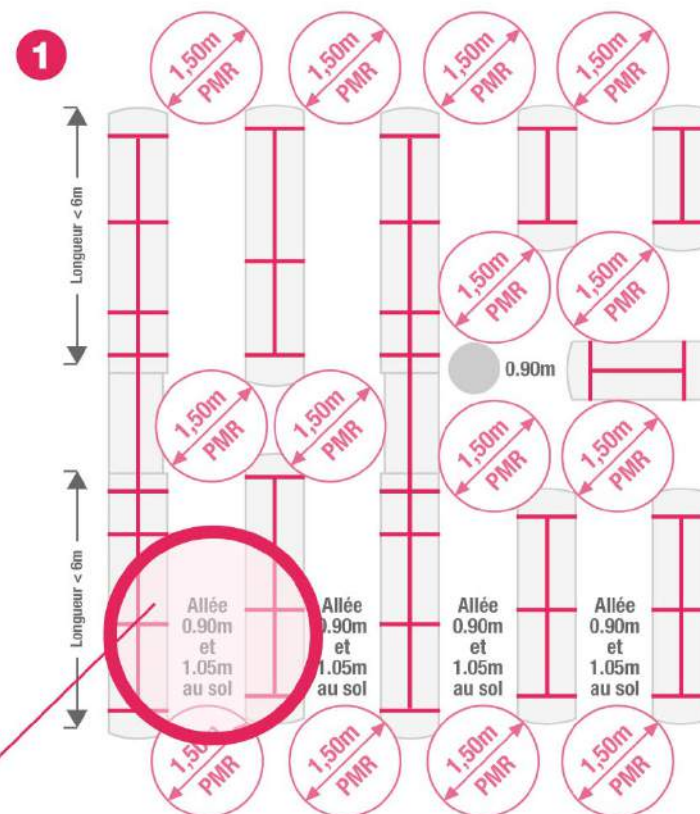 1
1,50m
PMR
1,50m
PMR
1,50m
PMR
1,50m
PMR
Longueur < 6m
1,50m
PMR
1,50m
PMR
0.90m
1,50m
PMR
1,50m
PMR
1,50m
PMR
1,50m
PMR
Longueur < 6m
Allée
0.90m
et
1.05m
au sol
Allée
0.90m
et
1.05m
au sol
Allée
0.90m
et
1.05m
au sol
Allée
0.90m
et
1.05m
au sol
1,50m
PMR
1,50m
PMR
1,50m
PMR
1,50m
PMR